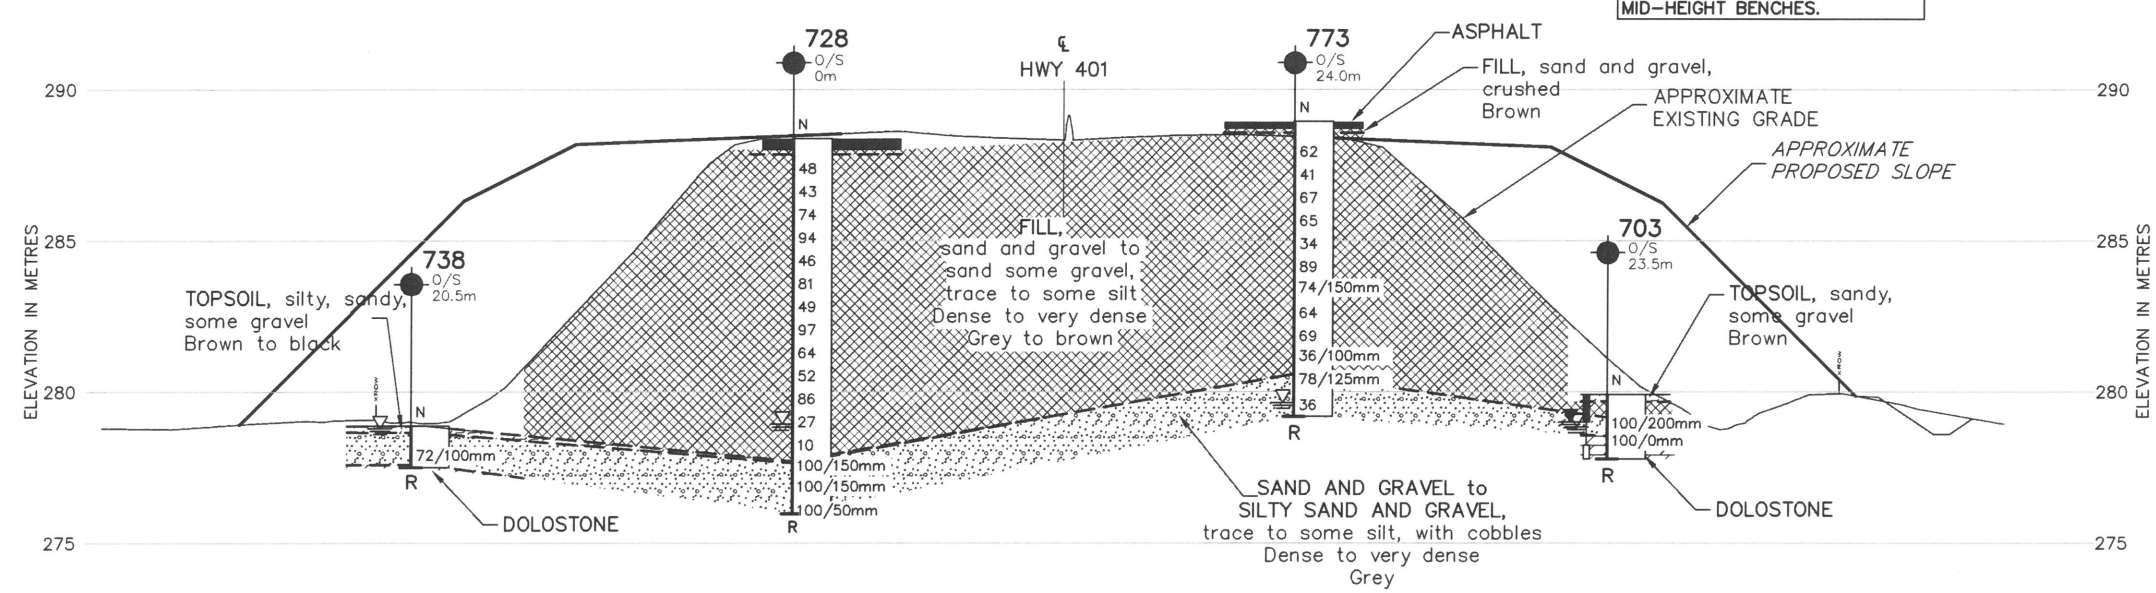 MID-HEIGHT BENCHES.
728
O/S
0m
℄
HWY 401
773
O/S
24.0m
ASPHALT
FILL, sand and gravel,
crushed
Brown
APPROXIMATE
EXISTING GRADE
APPROXIMATE
PROPOSED SLOPE
290
290
285
285
280
280
275
275
ELEVATION IN METRES
ELEVATION IN METRES
738
O/S
20.5m
TOPSOIL, silty, sandy,
some gravel
Brown to black
N
72/100mm
R
DOLOSTONE
N
48
43
74
94
46
81
49
97
64
52
86
27
10
100/150mm
100/150mm
100/50mm
R
FILL,
sand and gravel to
sand some gravel,
trace to some silt
Dense to very dense
Grey to brown
N
62
41
67
65
34
89
74/150mm
64
69
36/100mm
78/125mm
36
R
703
O/S
23.5m
TOPSOIL, sandy,
some gravel
Brown
N
100/200mm
100/0mm
R
DOLOSTONE
SAND AND GRAVEL to
SILTY SAND AND GRAVEL,
trace to some silt, with cobbles
Dense to very dense
Grey